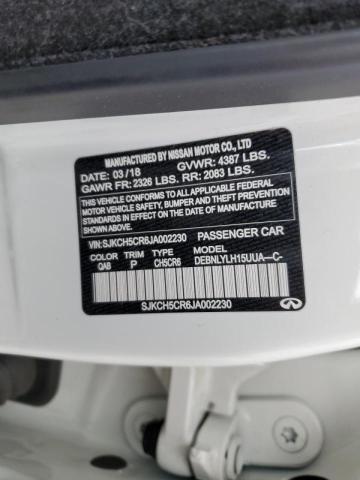 MANUFACTURED BY NISSAN MOTOR CO., LTD
DATE: 03/18 GVWR: 4387 LBS.
GAWR FR: 2326 LBS. RR: 2083 LBS.
THIS VEHICLE CONFORMS TO ALL APPLICABLE FEDERAL
MOTOR VEHICLE SAFETY, BUMPER, AND THEFT
PREVENTION STANDARDS IN EFFECT ON THE DATE OF
MANUFACTURE SHOWN ABOVE.
VIN: SJKCH5CR6JA002230 PASSENGER CAR
COLOR TRIM TYPE MODEL
QAB P CH5CR6 DEBNLYLH15UUA-C-
SJKCH5CR6JA002230